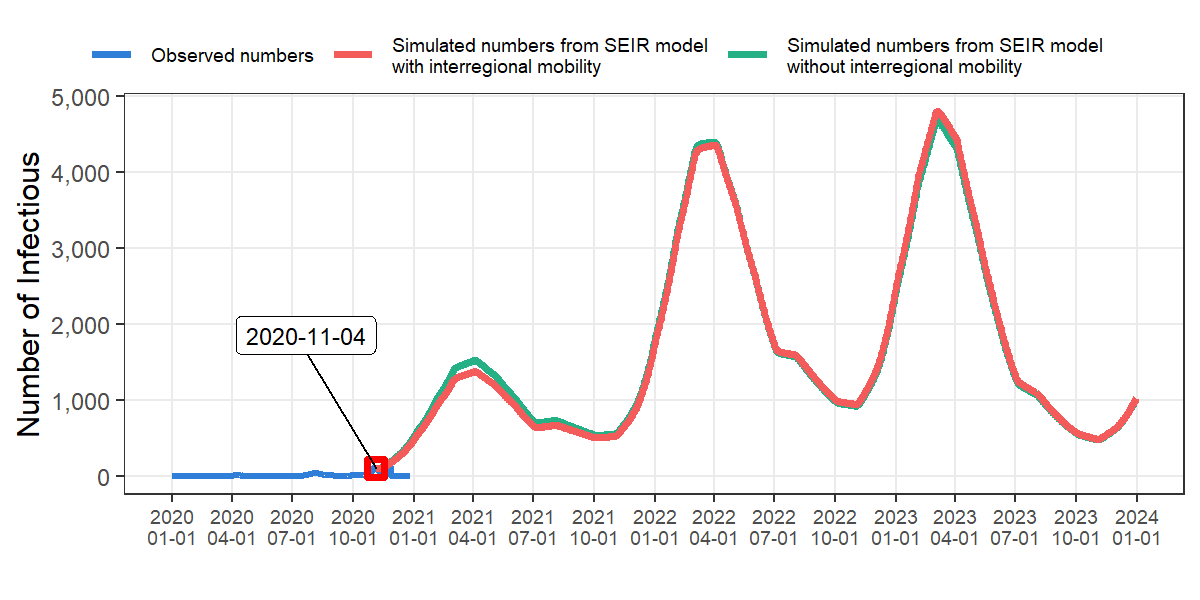 Observed numbers
Simulated numbers from SEIR model
with interregional mobility
Simulated numbers from SEIR model
without interregional mobility
Number of Infectious
5,000
4,000
3,000
2,000
1,000
0
2020-11-04
2020 2020 2020 2020 2021 2021 2021 2021 2022 2022 2022 2022 2023 2023 2023 2023 2024
01-01 04-01 07-01 10-01 01-01 04-01 07-01 10-01 01-01 04-01 07-01 10-01 01-01 04-01 07-01 10-01 01-01